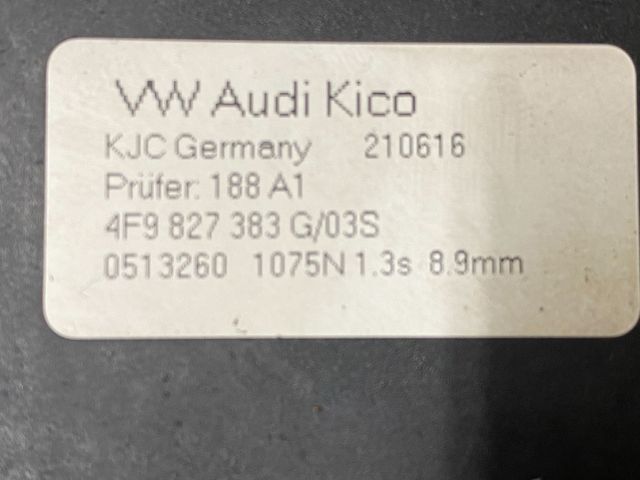 VW Audi Kico
KJC Germany 210616
Prüfer: 188 A1
4F9 827 383 G/03S
0513260 1075N 1.3s 8.9mm